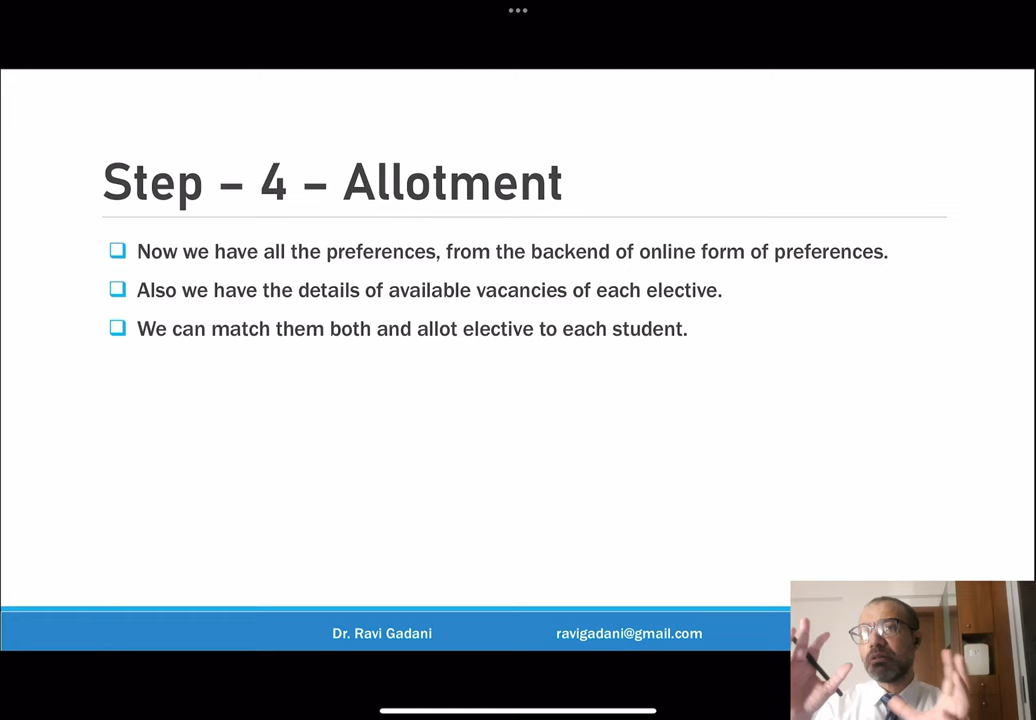 Step – 4 – Allotment
Now we have all the preferences, from the backend of online form of preferences.
Also we have the details of available vacancies of each elective.
We can match them both and allot elective to each student.
Dr. Ravi Gadani
ravigadani@gmail.com